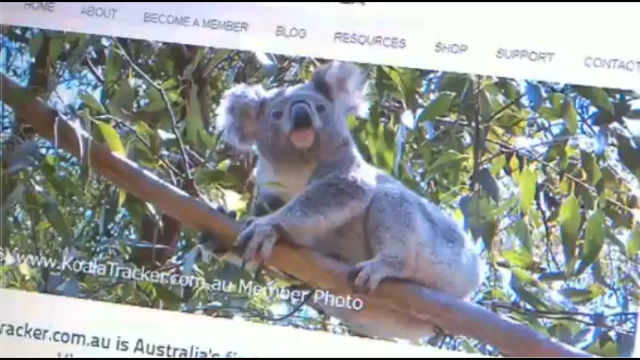 HOME ABOUT BECOME A MEMBER BLOG RESOURCES SHOP SUPPORT CONTACT
www.KoalaTracker.com.au Member Photo
tracker.com.au is Australia's